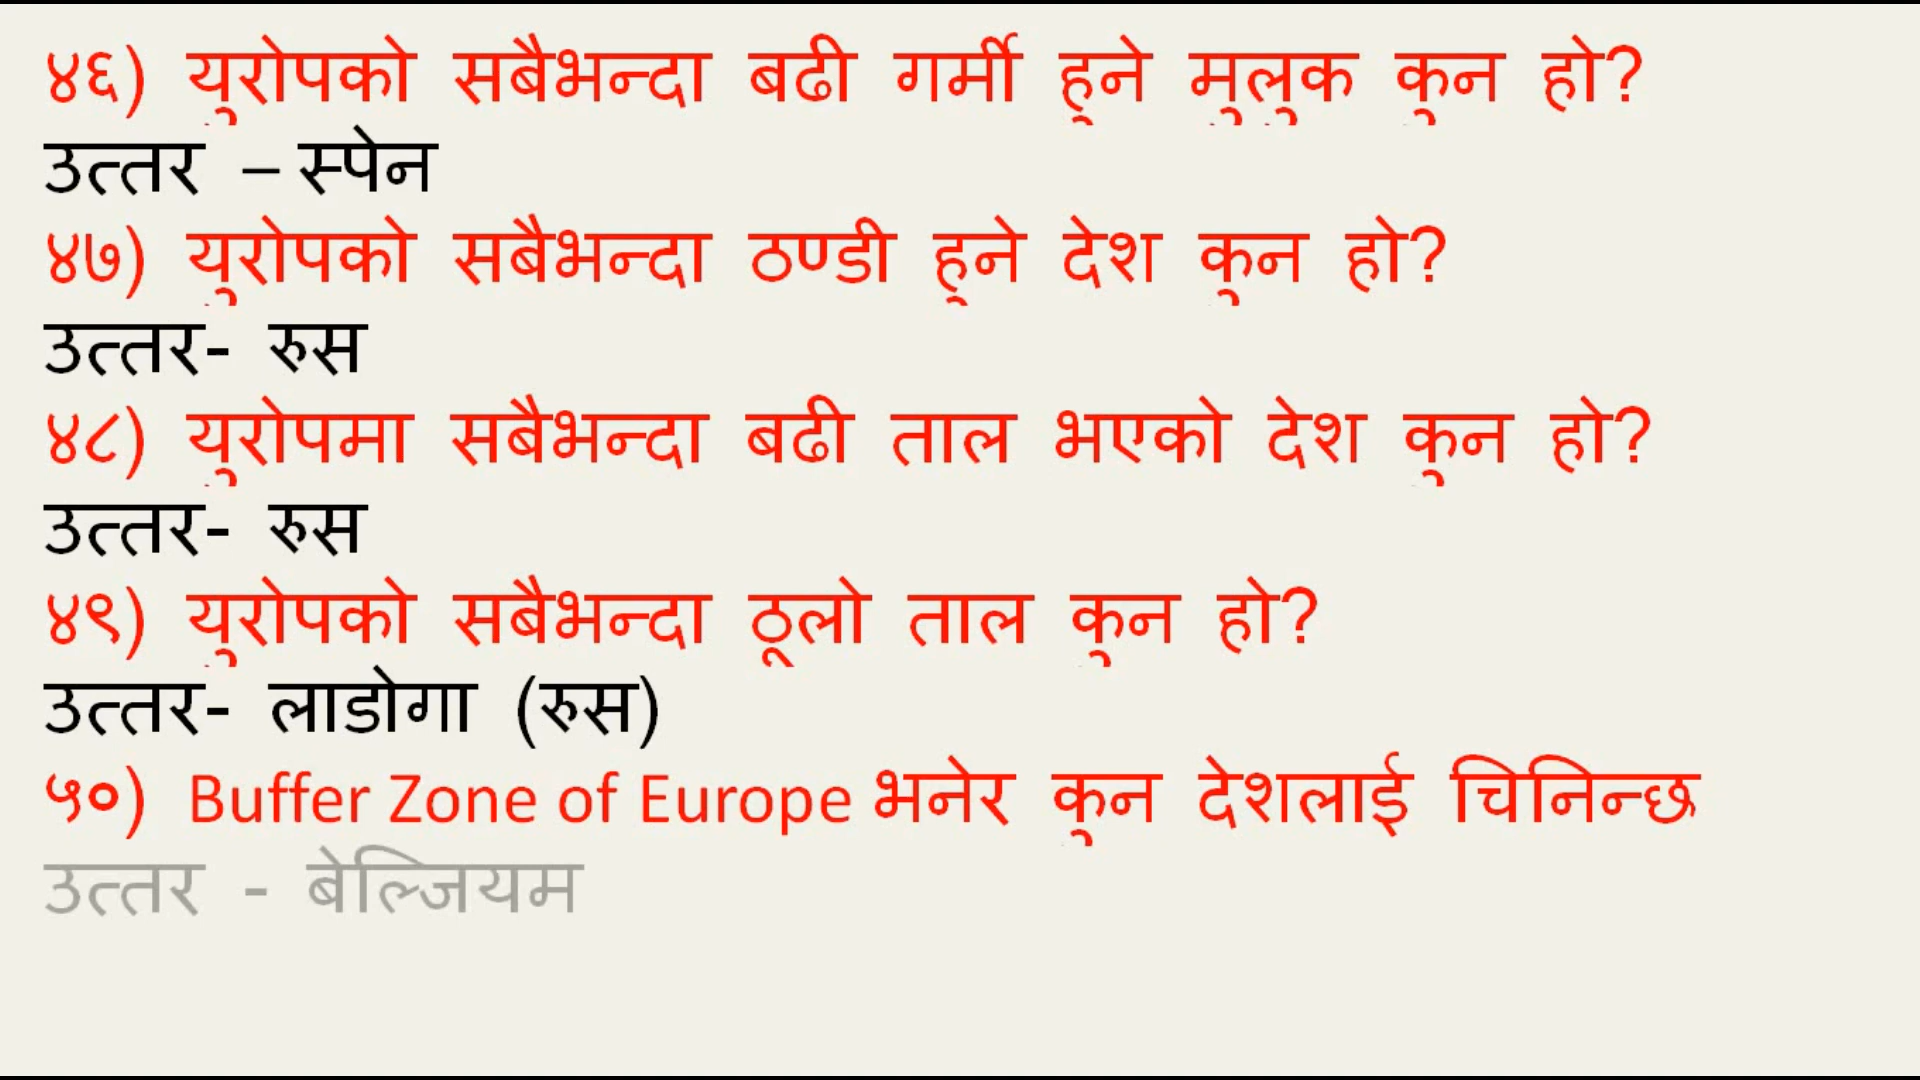 ४६) युरोपको सबैभन्दा बढी गर्मी हुने मुलुक कुन हो?
उत्तर – स्पेन
४७) युरोपको सबैभन्दा ठण्डी हुने देश कुन हो?
उत्तर- रुस
४८) युरोपमा सबैभन्दा बढी ताल भएको देश कुन हो?
उत्तर- रुस
४९) युरोपको सबैभन्दा ठूलो ताल कुन हो?
उत्तर- लाडोगा (रुस)
५०) Buffer Zone of Europe भनेर कुन देशलाई चिनिन्छ
उत्तर - बेल्जियम